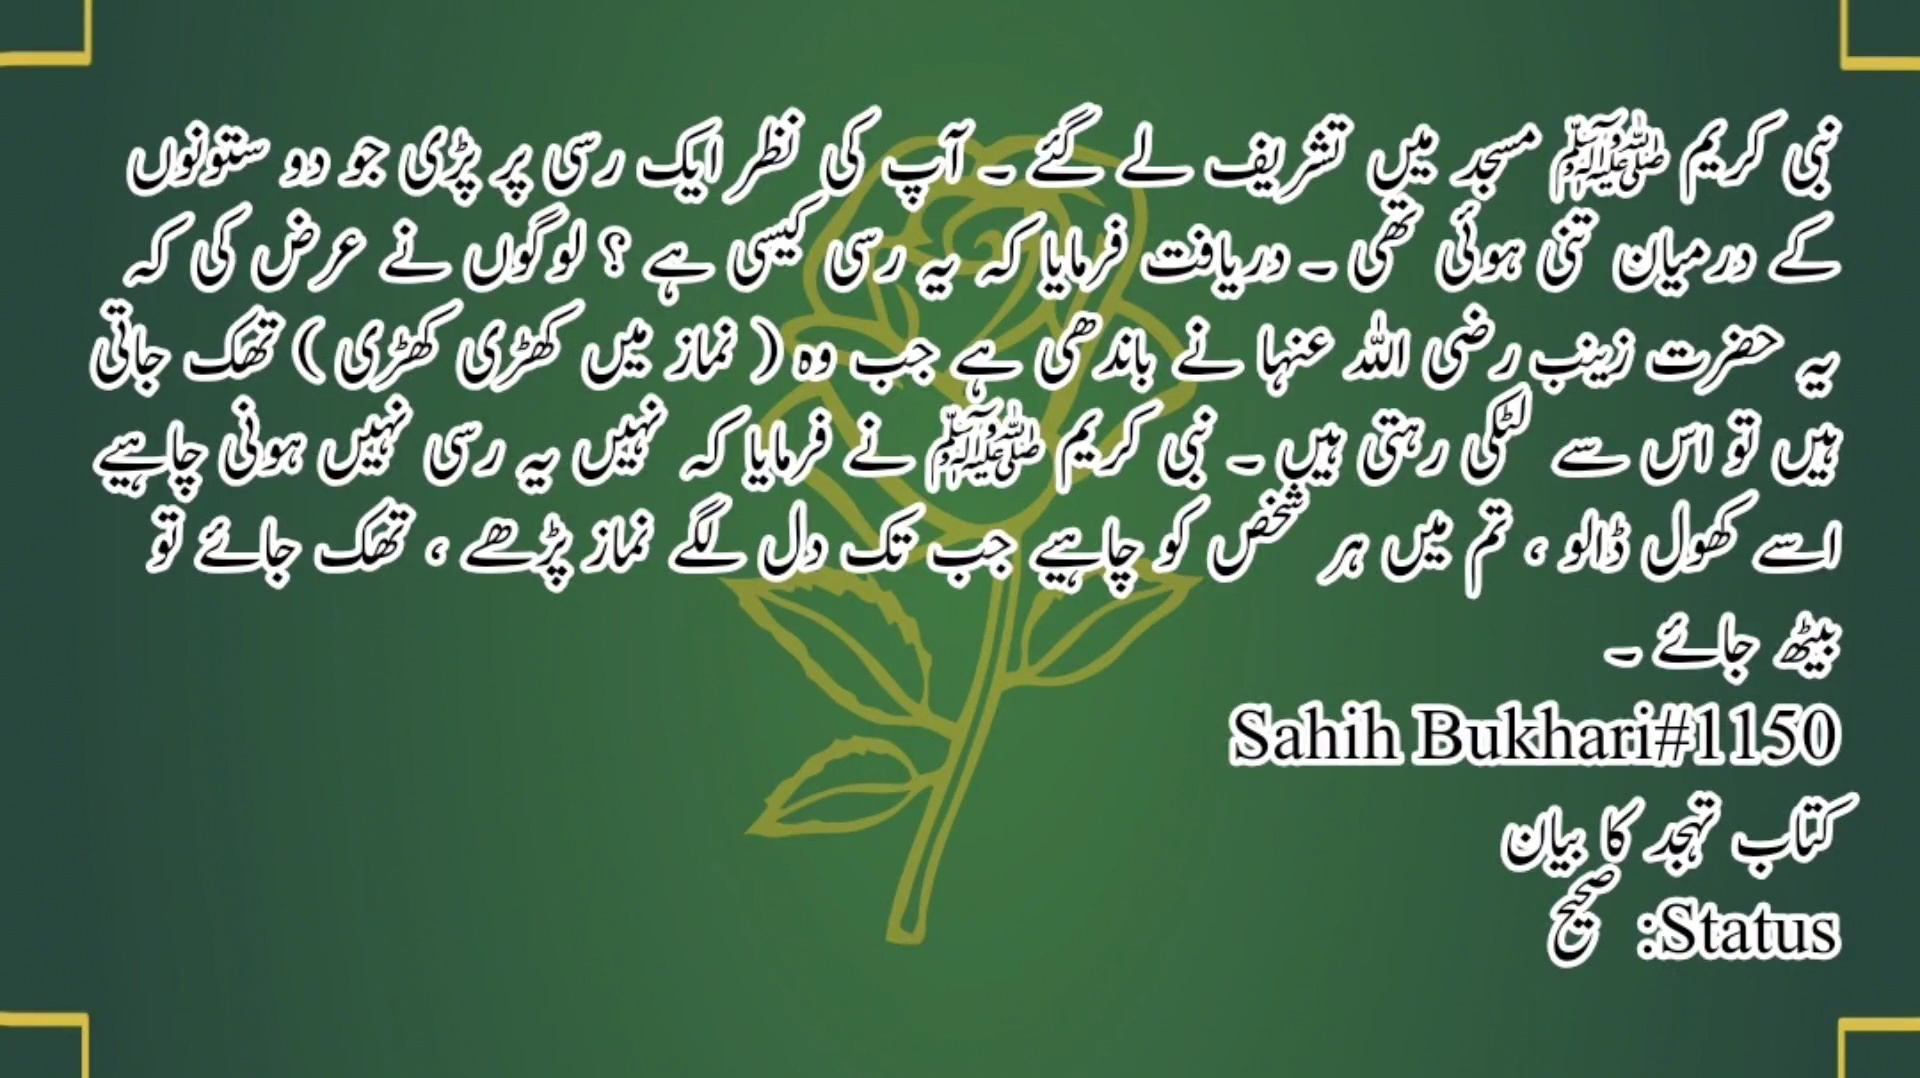 نبی کریم ﷺ مسجد میں تشریف لے گئے ۔ آپ کی نظر ایک رسی پر پڑی جو دو ستونوں
کے درمیان تنی ہوئی تھی ۔ دریافت فرمایا کہ یہ رسی کیسی ہے ؟ لوگوں نے عرض کی کہ
یہ حضرت زینب رضی اللہ عنہا نے باندھی ہے جب وہ ( نماز میں کھڑی کھڑی ) تھک جاتی
ہیں تو اس سے لٹکی رہتی ہیں ۔ نبی کریم ﷺ نے فرمایا کہ نہیں یہ رسی نہیں ہونی چاہیے
اسے کھول ڈالو ، تم میں ہر شخص کو چاہیے جب تک دل لگے نماز پڑھے ، تھک جائے تو
بیٹھ جائے ۔
Sahih Bukhari#1150
کتاب تہجد کا بیان
Status: صحیح